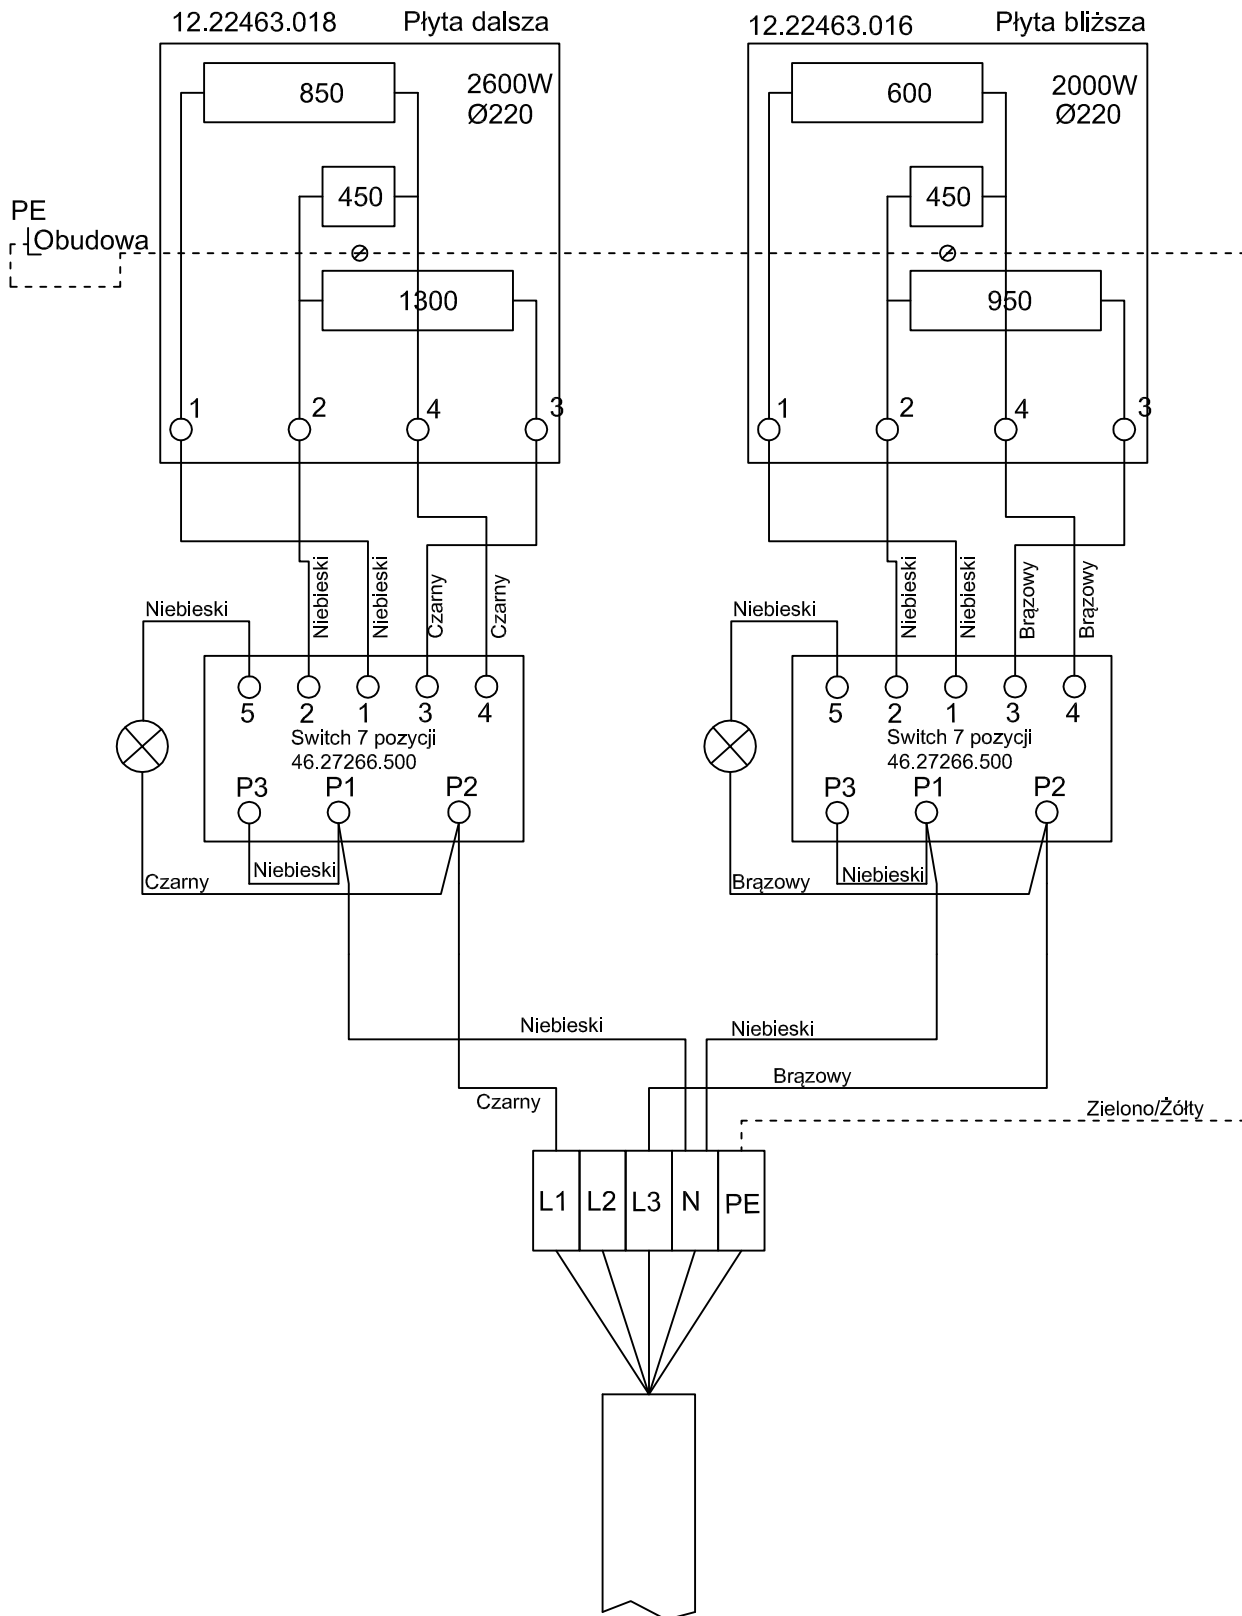 12.22463.018
Płyta dalsza
12.22463.016
Płyta bliższa
850
2600W
Ø220
600
2000W
Ø220
450
450
PE
Obudowa
1300
950
1
2
4
3
1
2
4
3
Niebieski
Niebieski
Niebieski
Czarny
Czarny
Niebieski
Niebieski
Niebieski
Brązowy
Brązowy
5
2
1
3
4
Switch 7 pozycji
46.27266.500
P3
P1
P2
5
2
1
3
4
Switch 7 pozycji
46.27266.500
P3
P1
P2
Niebieski
Czarny
Niebieski
Brązowy
Niebieski
Niebieski
Brązowy
Czarny
Zielono/Żółty
L1
L2
L3
N
PE